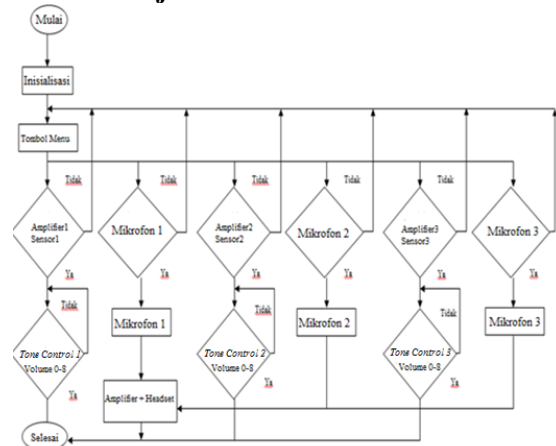 Mulai
Inisialisasi
Tombol Menu
Tidak
Tidak
Tidak
Tidak
Tidak
Amplifier1
Sensor1
Mikrofon 1
Amplifier2
Sensor2
Mikrofon 2
Amplifier3
Sensor3
Mikrofon 3
Ya
Ya
Ya
Ya
Ya
Ya
Tidak
Tidak
Tidak
Mikrofon 1
Mikrofon 2
Mikrofon 3
Tone Control 1
Volume 0-8
Tone Control 2
Volume 0-8
Tone Control 3
Volume 0-8
Ya
Ya
Ya
Amplifier + Headset
Selesai